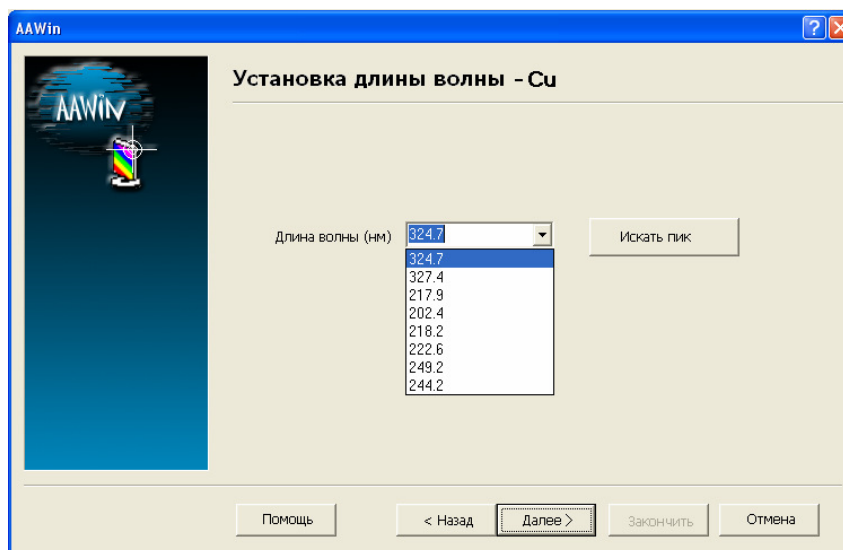 AAWin
AAWiN
Установка длины волны - Cu
Длина волны (нм) 324.7 Искать пик
324.7
327.4
217.9
202.4
218.2
222.6
249.2
244.2
Помощь < Назад Далее > Закончить Отмена